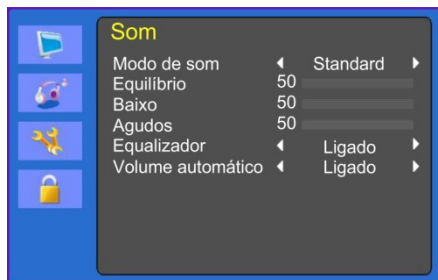 Som
Modo de som Standard
Equilíbrio 50
Baixo 50
Agudos 50
Equalizador Ligado
Volume automático Ligado